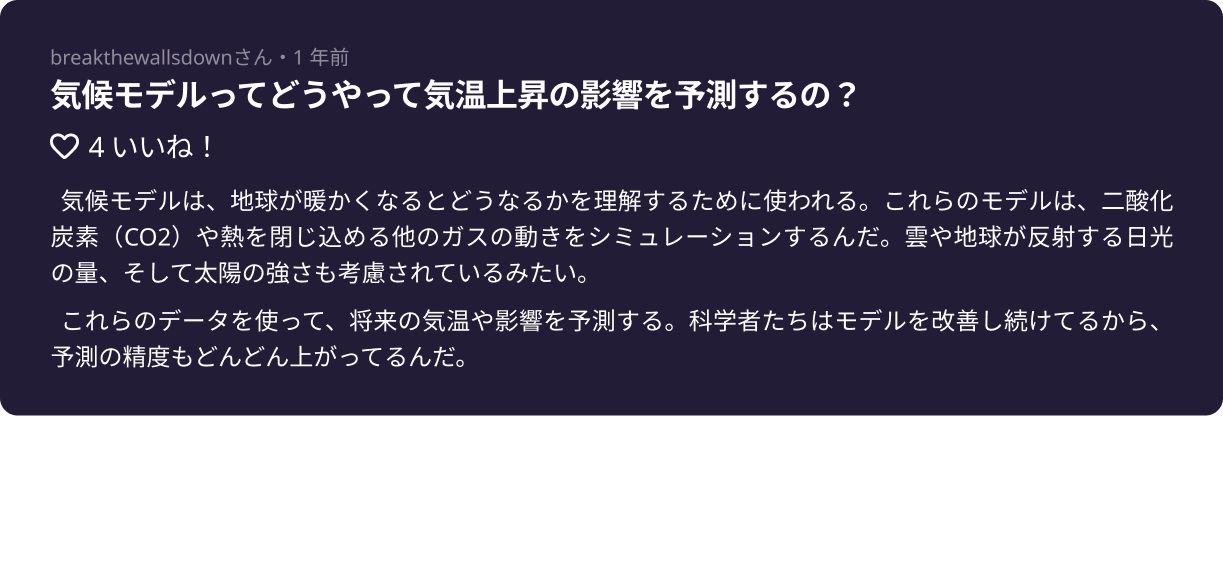 breakthewallsdownさん・1 年前
気候モデルってどうやって気温上昇の影響を予測するの？
4 いいね！
気候モデルは、地球が暖かくなるとどうなるかを理解するために使われる。これらのモデルは、二酸化
炭素（CO2）や熱を閉じ込める他のガスの動きをシミュレーションするんだ。雲や地球が反射する日光
の量、そして太陽の強さも考慮されているみたい。
これらのデータを使って、将来の気温や影響を予測する。科学者たちはモデルを改善し続けてるから、
予測の精度もどんどん上がってるんだ。